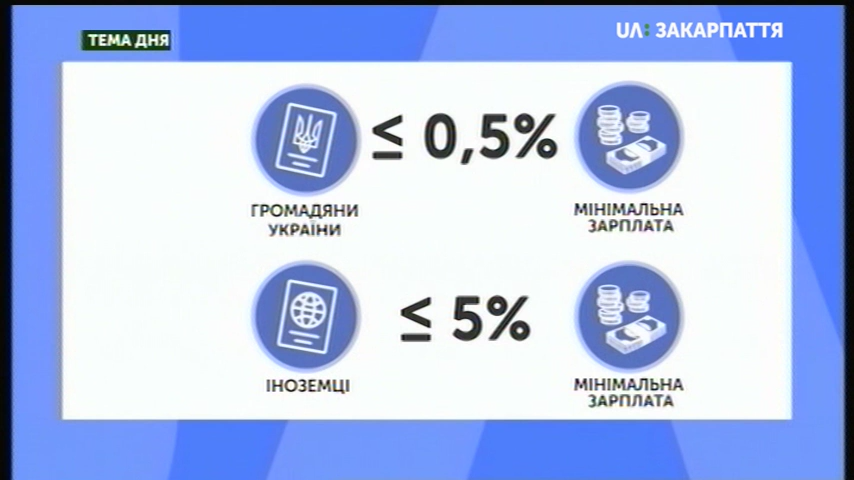 ТЕМА ДНЯ
UA: ЗАКАРПАТТЯ
≤ 0,5%
ГРОМАДЯНИ
УКРАЇНИ
МІНІМАЛЬНА
ЗАРПЛАТА
≤ 5%
ІНОЗЕМЦІ
МІНІМАЛЬНА
ЗАРПЛАТА